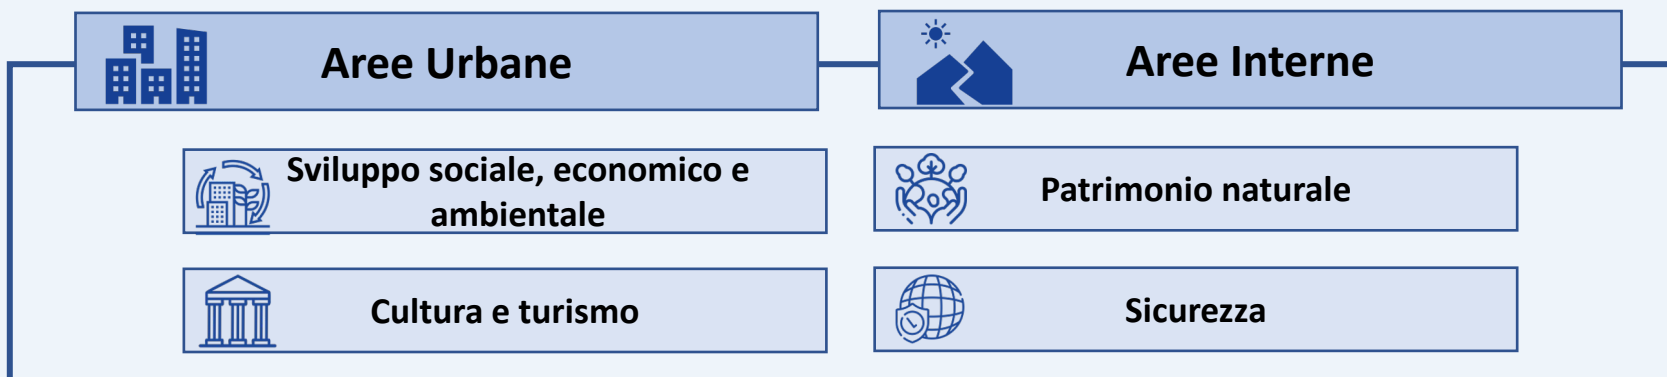 Aree Urbane
Aree Interne
Sviluppo sociale, economico e
ambientale
Patrimonio naturale
Cultura e turismo
Sicurezza